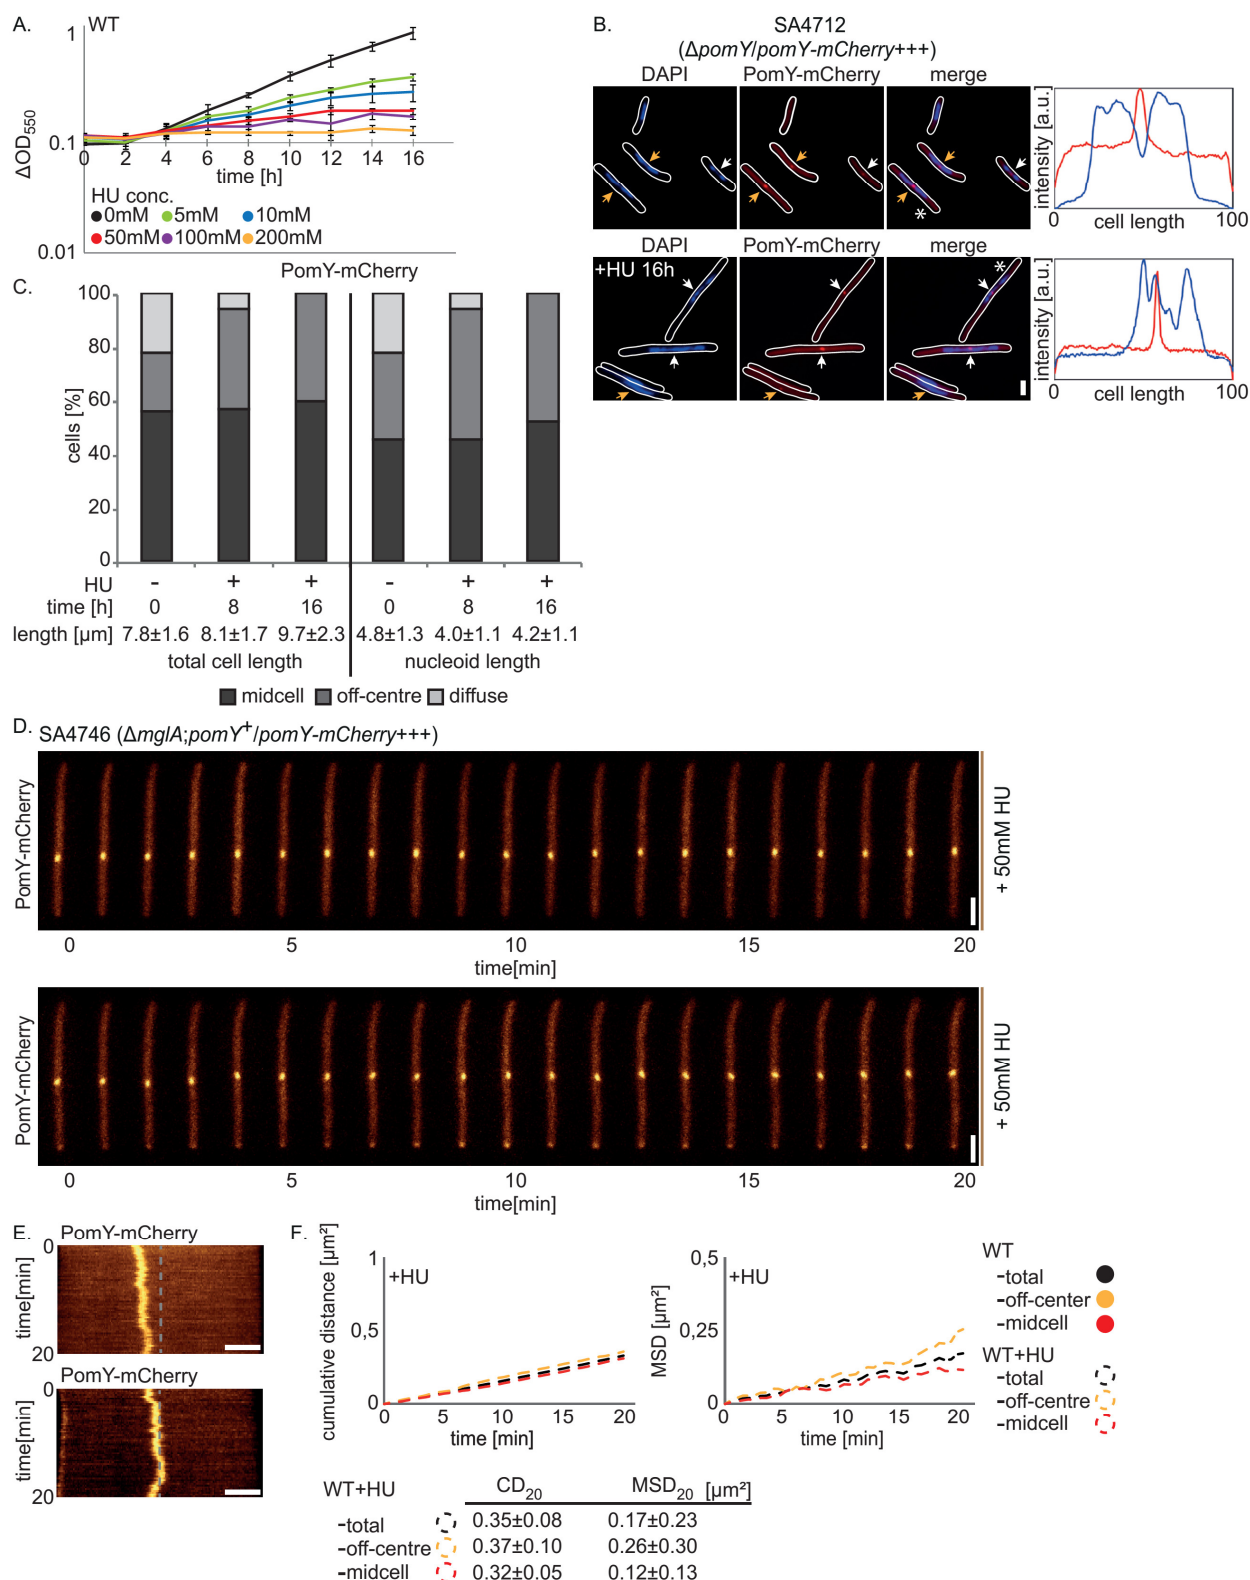 A.
WT
1
0.1
0.01
ΔOD550
0 2 4 6 8 10 12 14 16
time [h]
HU conc.
0mM 5mM 10mM
50mM 100mM 200mM
B.
SA4712
(ΔpomY/pomY-mCherry+++)
DAPI PomY-mCherry merge
*
intensity [a.u.]
0 cell length 100
DAPI PomY-mCherry merge
+HU 16h
*
intensity [a.u.]
0 cell length 100
C.
PomY-mCherry
cells [%]
100
80
60
40
20
0
HU - + + - + +
time [h] 0 8 16 0 8 16
length [µm] 7.8±1.6 8.1±1.7 9.7±2.3 4.8±1.3 4.0±1.1 4.2±1.1
total cell length nucleoid length
midcell off-centre diffuse
D.
SA4746 (ΔmglA;pomY+/pomY-mCherry+++)
PomY-mCherry
+ 50mM HU
0 5 10 15 20
time[min]
PomY-mCherry
+ 50mM HU
0 5 10 15 20
time[min]
E.
PomY-mCherry
0
time[min]
20
PomY-mCherry
0
time[min]
20
F.
cumulative distance [µm²]
1
0,5
0
+HU
0 5 10 15 20
time [min]
MSD [µm²]
0,5
0,25
0
+HU
0 5 10 15 20
time [min]
WT
-total
-off-center
-midcell
WT+HU
-total
-off-centre
-midcell
WT+HU CD20 MSD20 [µm²]
-total 0.35±0.08 0.17±0.23
-off-centre 0.37±0.10 0.26±0.30
-midcell 0.32±0.05 0.12±0.13